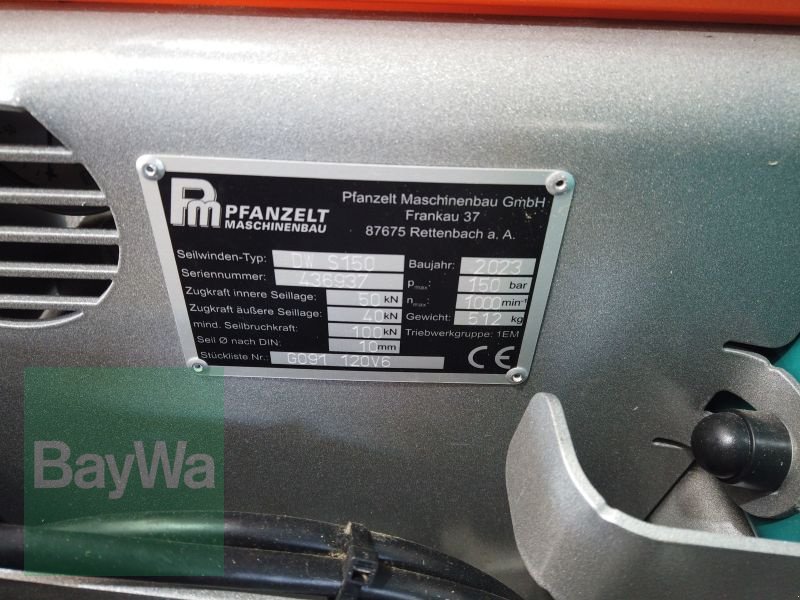 Pm PFANZELT
MASCHINENBAU
Pfanzelt Maschinenbau GmbH
Frankau 37
87675 Rettenbach a. A.
Seilwinden-Typ: DW S150
Baujahr: 2023
Seriennummer: 436937
pmax: 150 bar
Zugkraft innere Seillage: 50 kN
nmax: 1000 min⁻¹
Zugkraft äußere Seillage: 40 kN
Gewicht: 512 kg
mind. Seilbruchkraft: 100 kN
Triebwerkgruppe: 1EM
Seil Ø nach DIN: 10 mm
Stückliste Nr.: G091 120V6
CE
BayWa